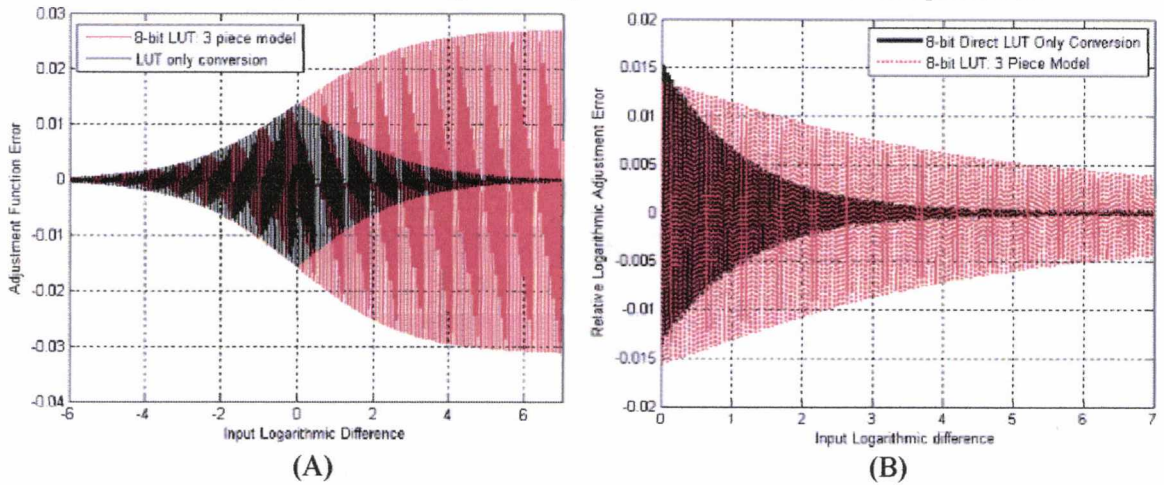 0.03
0.02
0.01
0
-0.01
-0.02
-0.03
-0.04
Adjustment Function Error
8-bit LUT: 3 piece model
LUT only conversion
-6 -4 -2 0 2 4 6
Input Logarithmic Difference
(A)
0.02
0.015
0.01
0.005
0
-0.005
-0.01
-0.015
-0.02
Relative Logarithmic Adjustment Error
8-bit Direct LUT Only Conversion
8-bit LUT: 3 Piece Model
0 1 2 3 4 5 6 7
Input Logarithmic difference
(B)